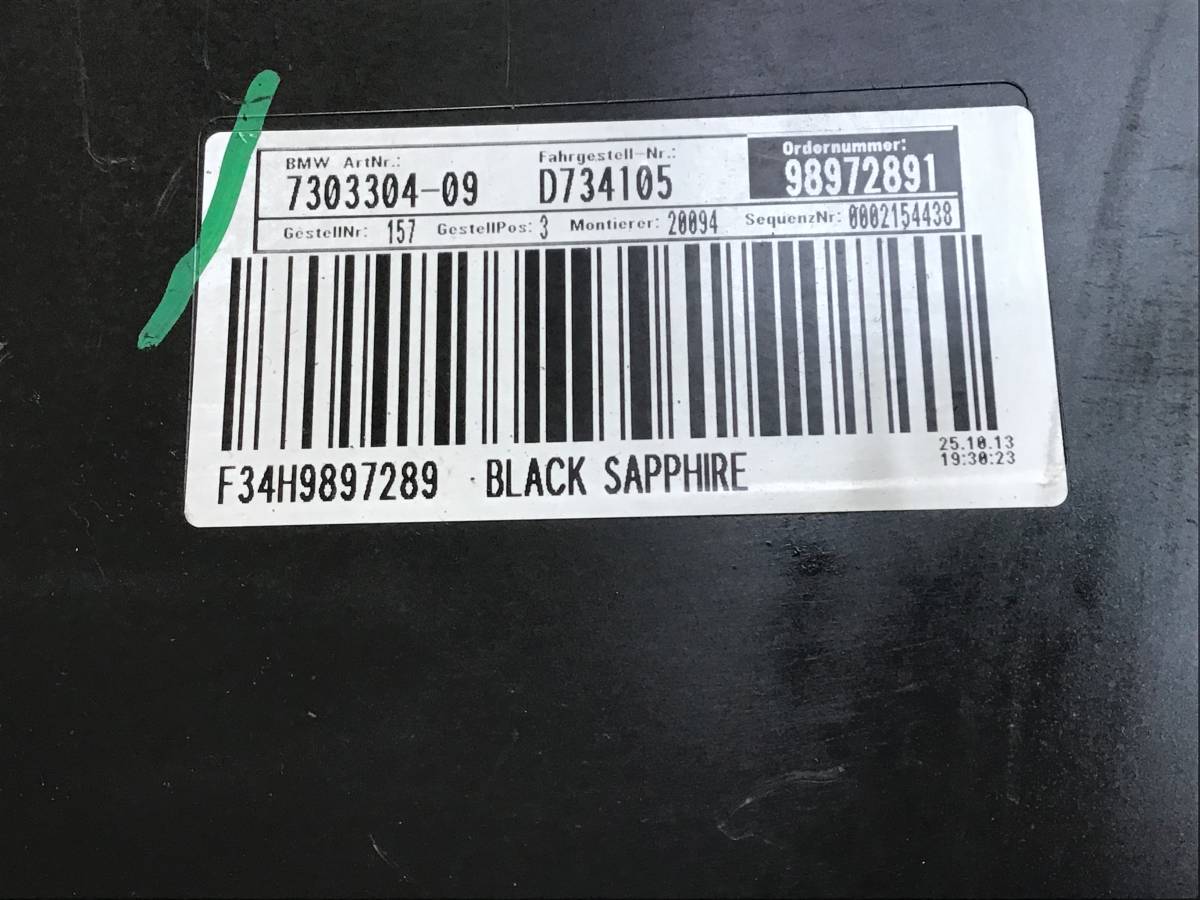 BMW ArtNr.: Fahrgestell-Nr.: Ordernummer:
7303304-09 D734105 98972891
GestellNr: 157 GestellPos: 3 Montierer: 20094 SequenzNr: 0002154438
25.10.13
19:30:23
F34H9897289 BLACK SAPPHIRE